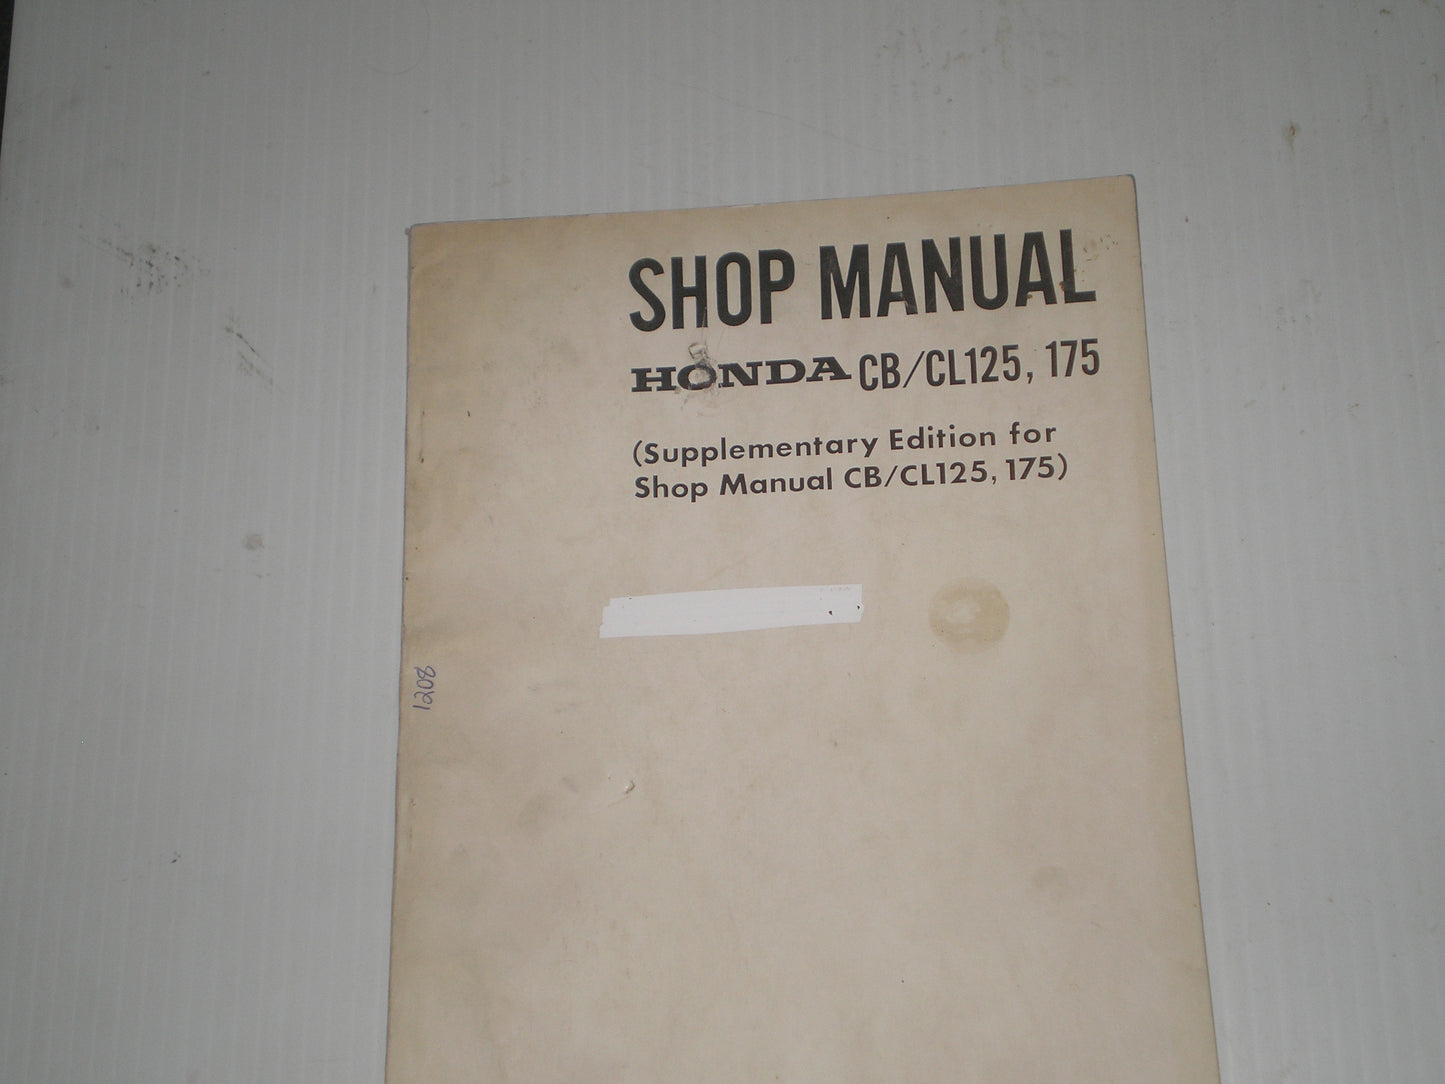 SHOP MANUAL
HONDA CB/CL125, 175
(Supplementary Edition for
Shop Manual CB/CL125, 175)
1208